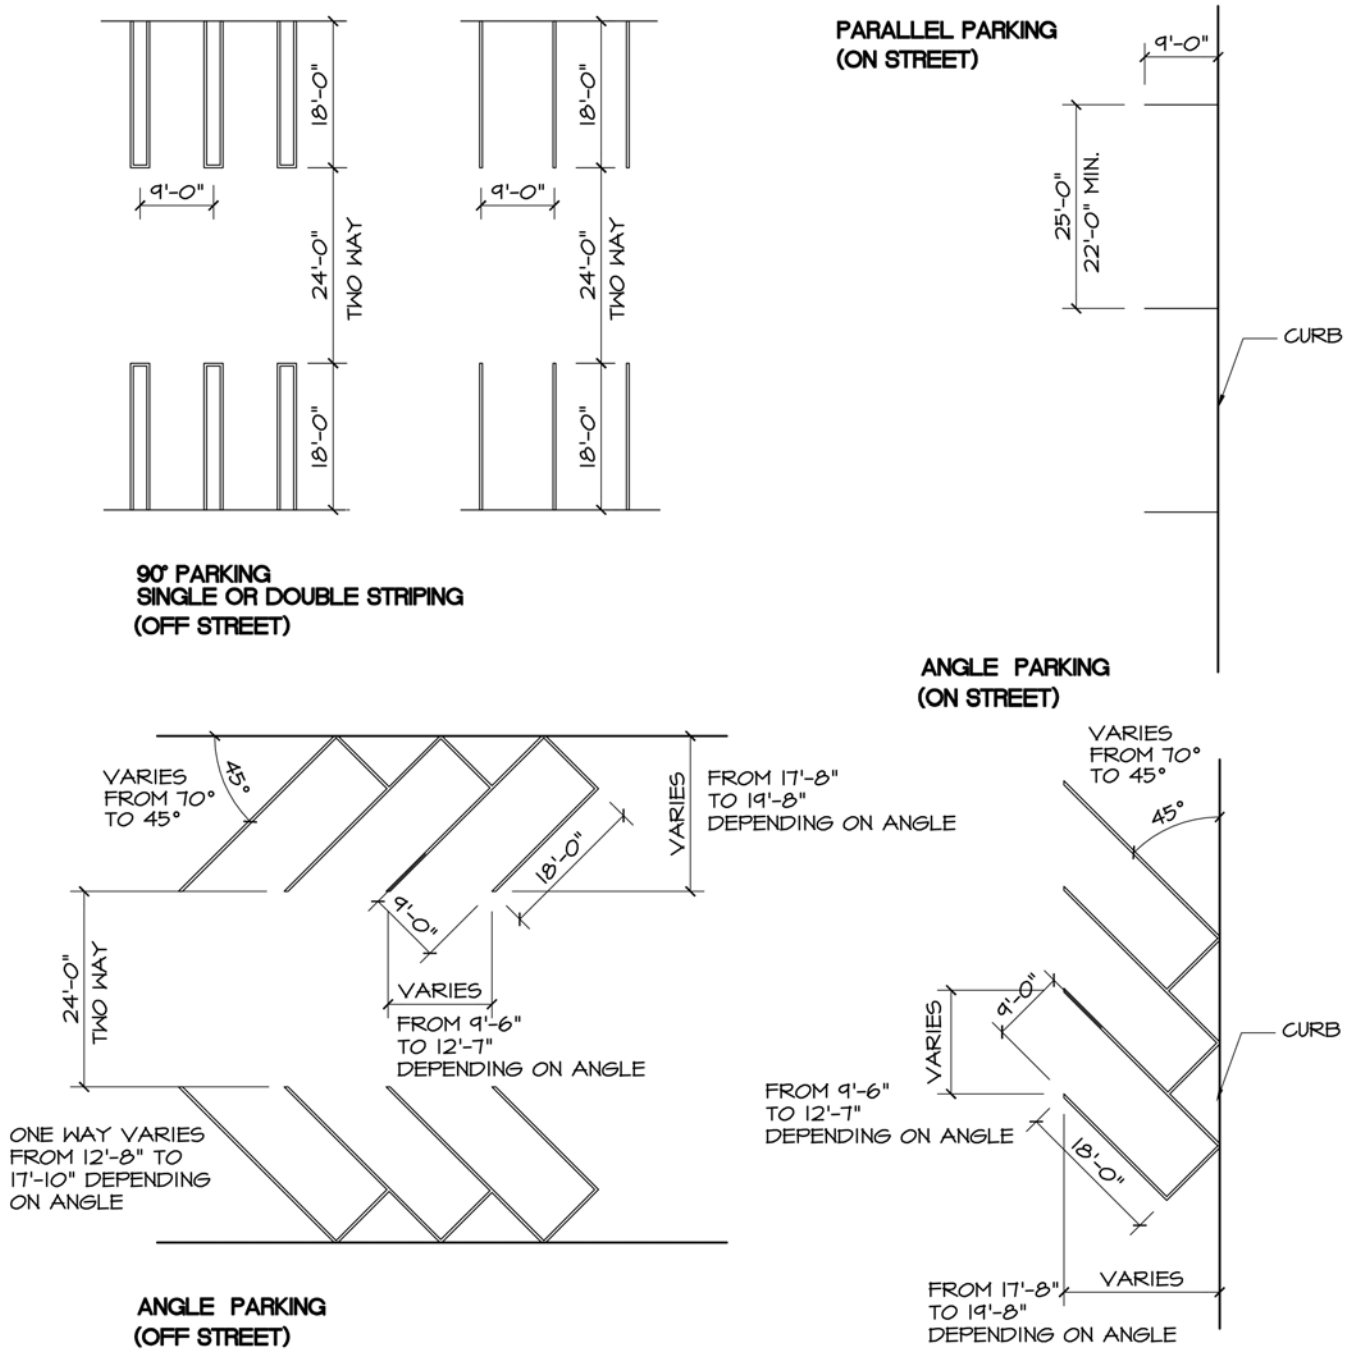 18'-0"
18'-0"
9'-0"
9'-0"
24'-0"
TWO WAY
24'-0"
TWO WAY
18'-0"
18'-0"
90° PARKING
SINGLE OR DOUBLE STRIPING
(OFF STREET)
PARALLEL PARKING
(ON STREET)
9'-0"
25'-0"
22'-0" MIN.
CURB
VARIES
FROM 70°
TO 45°
45°
VARIES
FROM 17'-8"
TO 19'-8"
DEPENDING ON ANGLE
18'-0"
9'-0"
24'-0"
TWO WAY
VARIES
FROM 9'-6"
TO 12'-7"
DEPENDING ON ANGLE
ONE WAY VARIES
FROM 12'-8" TO
17'-10" DEPENDING
ON ANGLE
ANGLE PARKING
(OFF STREET)
ANGLE PARKING
(ON STREET)
VARIES
FROM 70°
TO 45°
45°
9'-0"
VARIES
CURB
FROM 9'-6"
TO 12'-7"
DEPENDING ON ANGLE
18'-0"
VARIES
FROM 17'-8"
TO 19'-8"
DEPENDING ON ANGLE